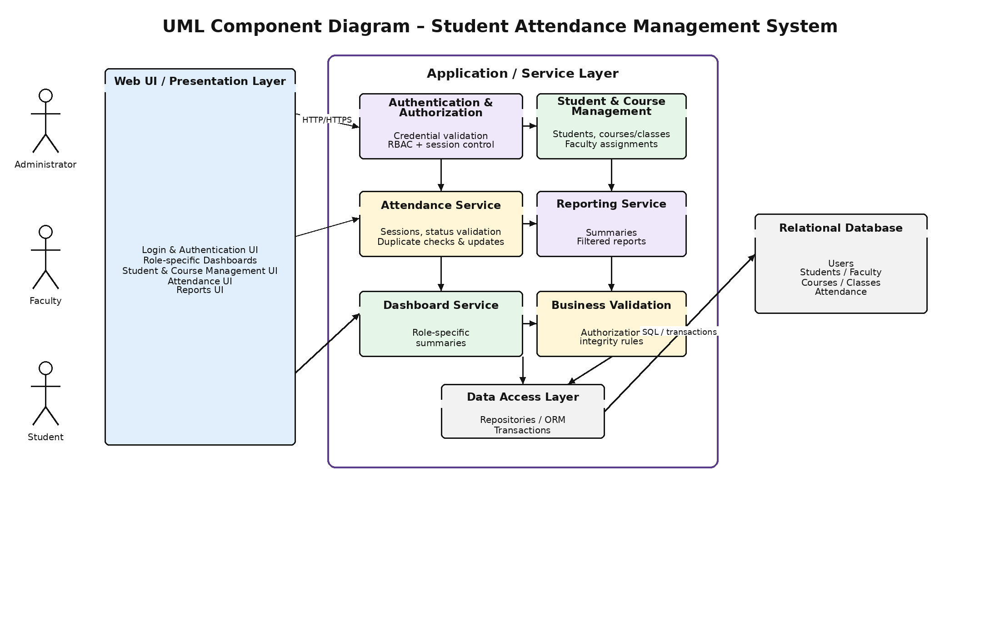 UML Component Diagram – Student Attendance Management System
Administrator
Faculty
Student
Web UI / Presentation Layer
Login & Authentication UI
Role-specific Dashboards
Student & Course Management UI
Attendance UI
Reports UI
HTTP/HTTPS
Application / Service Layer
Authentication &
Authorization
Credential validation
RBAC + session control
Student & Course
Management
Students, courses/classes
Faculty assignments
Attendance Service
Sessions, status validation
Duplicate checks & updates
Reporting Service
Summaries
Filtered reports
Dashboard Service
Role-specific
summaries
Business Validation
Authorization
integrity rules
SQL / transactions
Data Access Layer
Repositories / ORM
Transactions
Relational Database
Users
Students / Faculty
Courses / Classes
Attendance